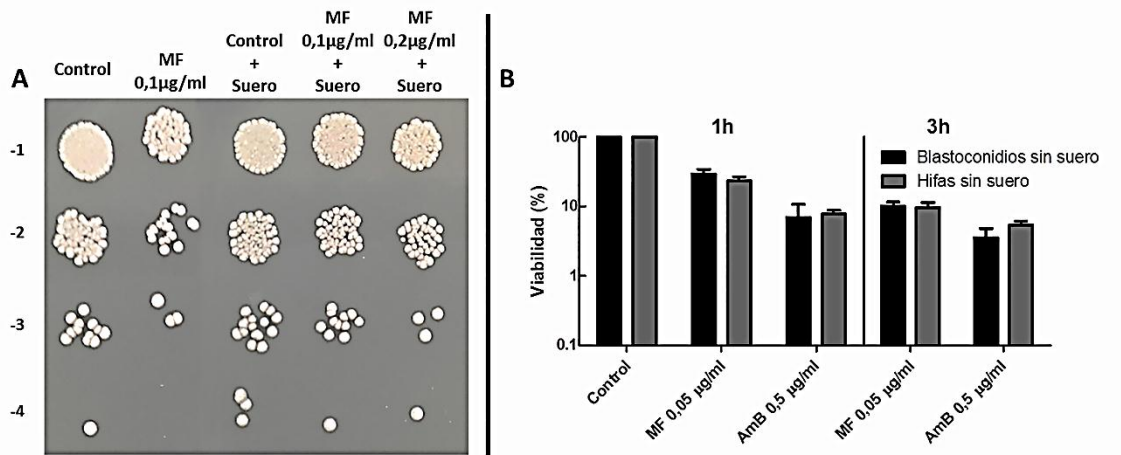 A
Control
MF
0,1µg/ml
Control
+
Suero
MF
0,1µg/ml
+
Suero
MF
0,2µg/ml
+
Suero
-1
-2
-3
-4
B
1h
3h
Blastoconidios sin suero
Hifas sin suero
Viabilidad (%)
100
10
1
0.1
Control
MF 0,05 µg/ml
AmB 0,5 µg/ml
MF 0,05 µg/ml
AmB 0,5 µg/ml